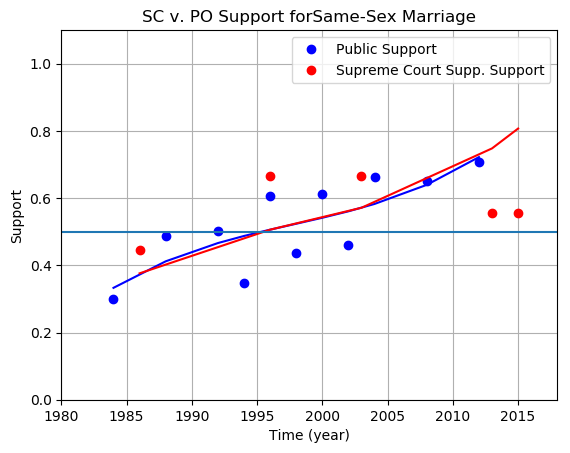 SC v. PO Support forSame-Sex Marriage
Public Support
Supreme Court Supp. Support
Support
1.0
0.8
0.6
0.4
0.2
0.0
1980 1985 1990 1995 2000 2005 2010 2015
Time (year)